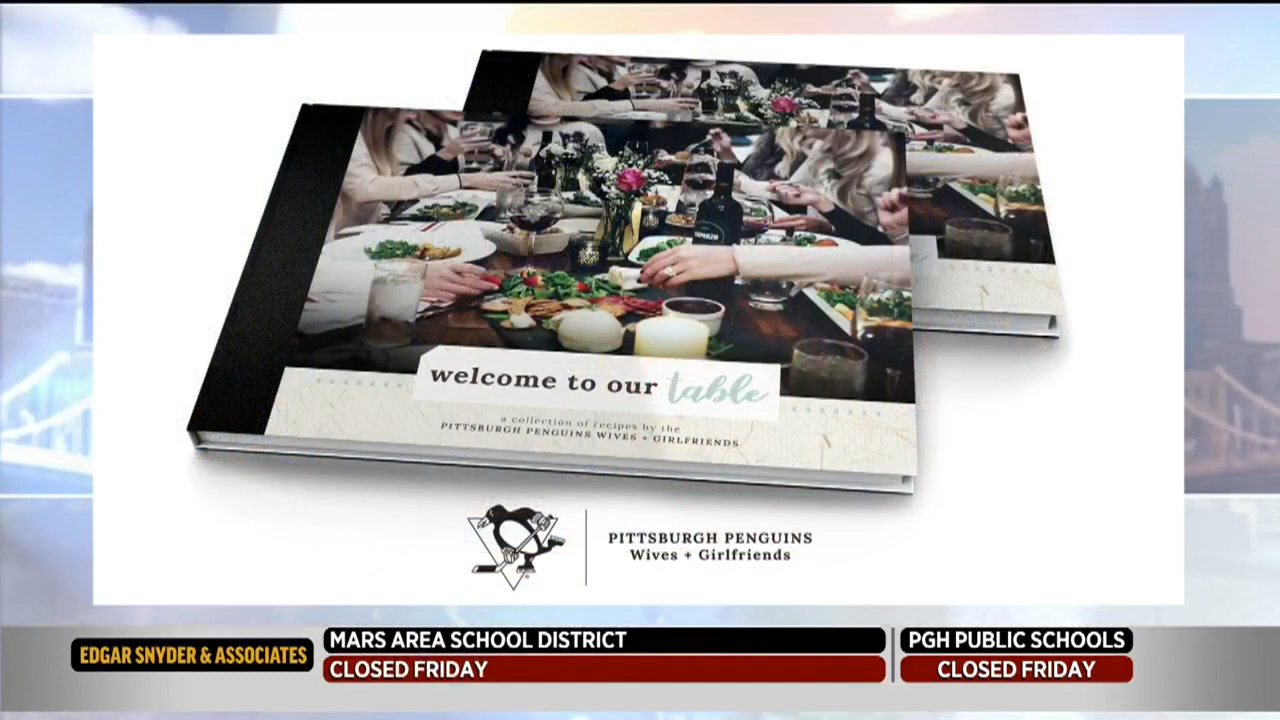 welcome to our table
a collection of recipes by the
PITTSBURGH PENGUINS WIVES + GIRLFRIENDS
PITTSBURGH PENGUINS
Wives + Girlfriends
EDGAR SNYDER & ASSOCIATES
MARS AREA SCHOOL DISTRICT
CLOSED FRIDAY
PGH PUBLIC SCHOOLS
CLOSED FRIDAY